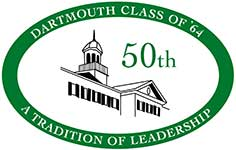 DARTMOUTH CLASS OF '64
50th
A TRADITION OF LEADERSHIP